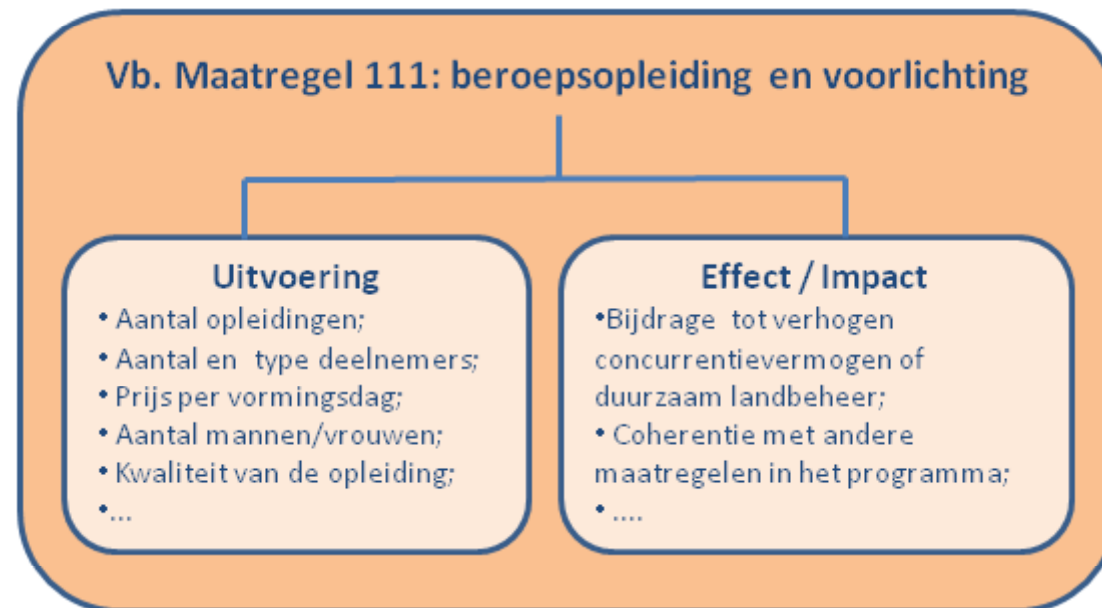 Vb. Maatregel 111: beroepsopleiding en voorlichting
Uitvoering
• Aantal opleidingen;
• Aantal en type deelnemers;
• Prijs per vormingsdag;
• Aantal mannen/vrouwen;
• Kwaliteit van de opleiding;
•...
Effect / Impact
•Bijdrage tot verhogen
concurrentievermogen of
duurzaam landbeheer;
• Coherentie met andere
maatregelen in het programma;
• ....